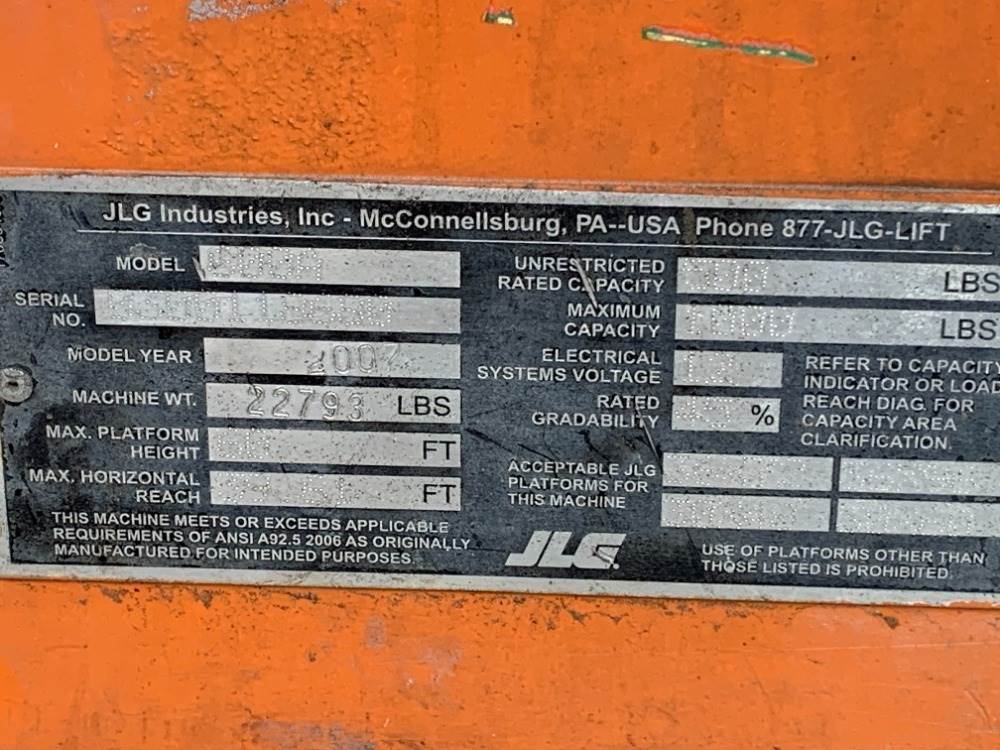 JLG Industries, Inc - McConnellsburg, PA--USA Phone 877-JLG-LIFT
MODEL
SERIAL
NO.
MODEL YEAR
MACHINE WT. 22793 LBS
MAX. PLATFORM
HEIGHT FT
MAX. HORIZONTAL
REACH FT
THIS MACHINE MEETS OR EXCEEDS APPLICABLE
REQUIREMENTS OF ANSI A92.5 2006 AS ORIGINALLY
MANUFACTURED FOR INTENDED PURPOSES.
UNRESTRICTED
RATED CAPACITY LBS
MAXIMUM
CAPACITY LBS
ELECTRICAL
SYSTEMS VOLTAGE
RATED
GRADABILITY %
REFER TO CAPACITY
INDICATOR OR LOAD
REACH DIAG. FOR
CAPACITY AREA
CLARIFICATION.
ACCEPTABLE JLG
PLATFORMS FOR
THIS MACHINE
JLG
USE OF PLATFORMS OTHER THAN
THOSE LISTED IS PROHIBITED.